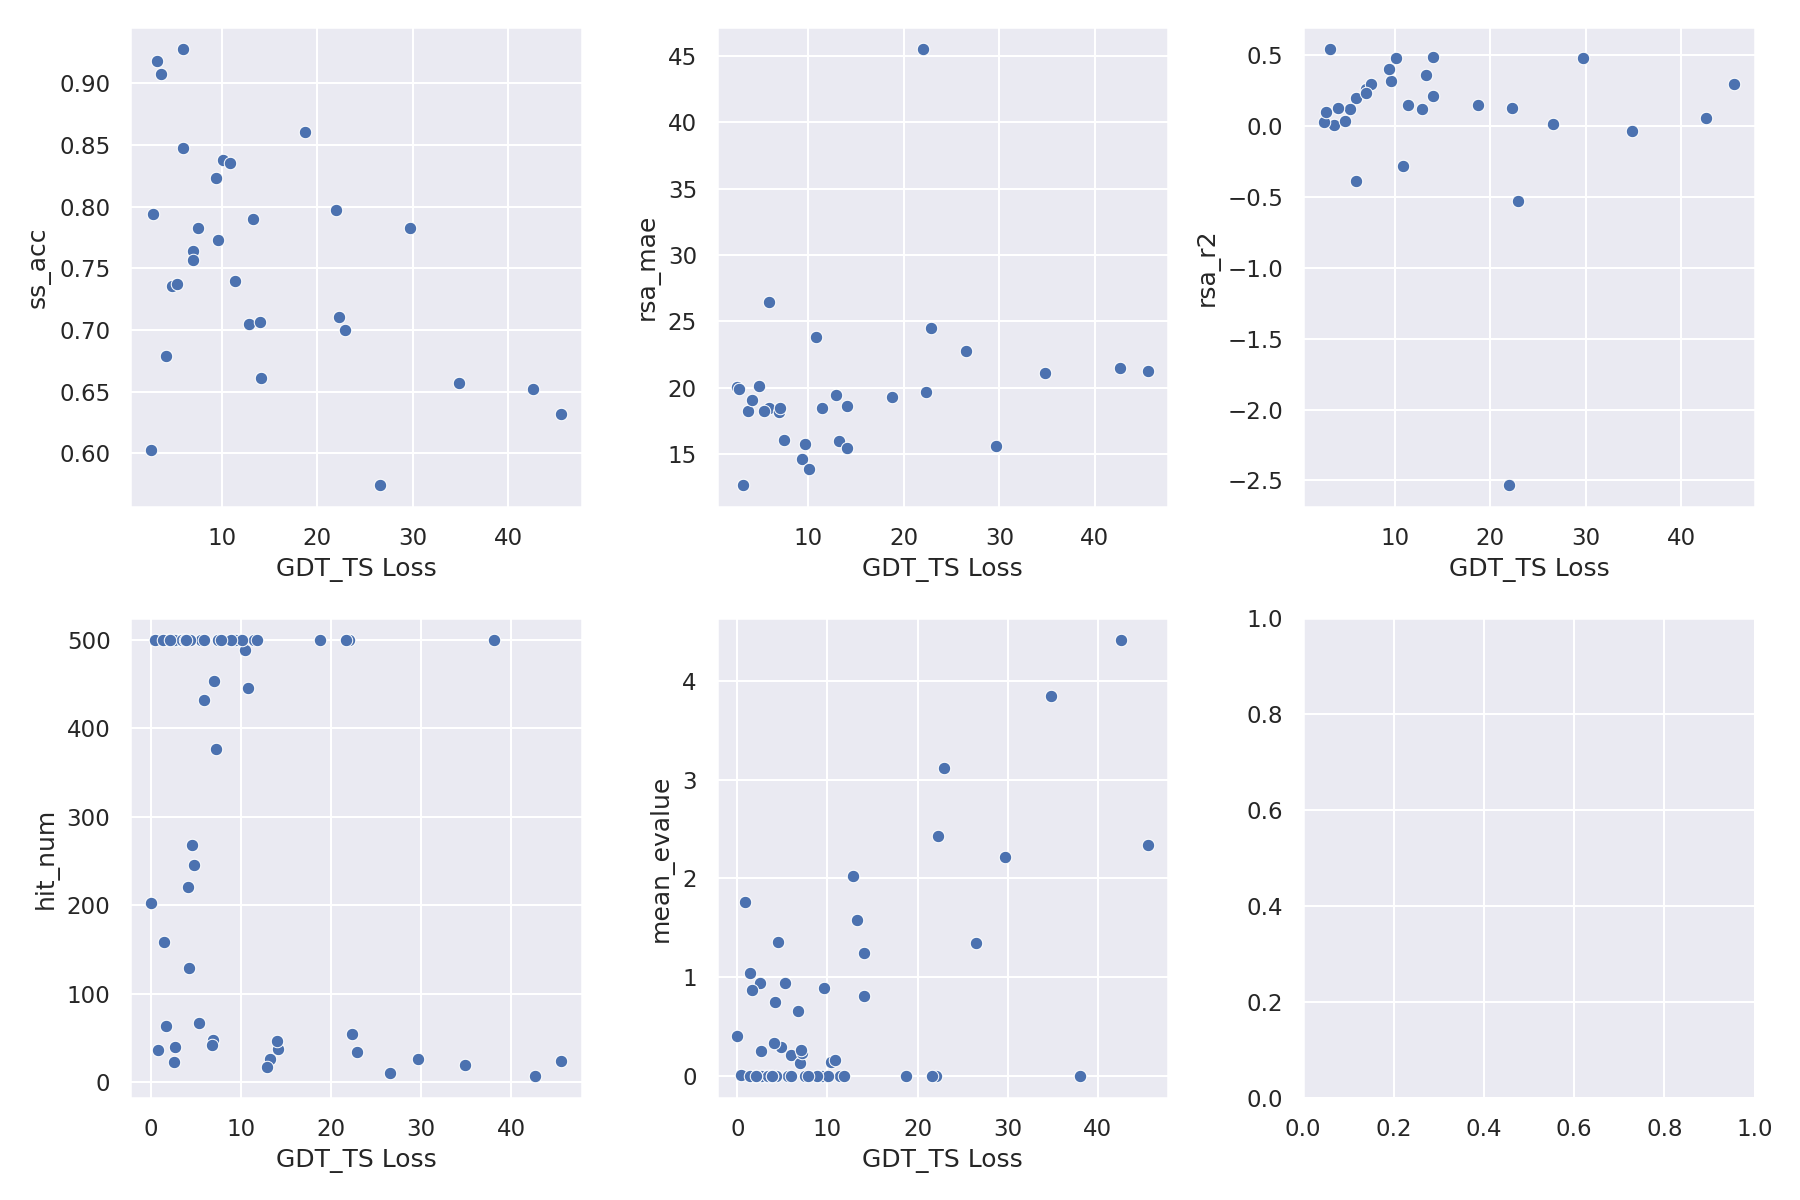 0.90
0.85
0.80
0.75
0.70
0.65
0.60
ss_acc
10 20 30 40
GDT_TS Loss
45
40
35
30
25
20
15
rsa_mae
10 20 30 40
GDT_TS Loss
0.5
0.0
−0.5
−1.0
−1.5
−2.0
−2.5
rsa_r2
10 20 30 40
GDT_TS Loss
500
400
300
200
100
0
hit_num
0 10 20 30 40
GDT_TS Loss
4
3
2
1
0
mean_evalue
0 10 20 30 40
GDT_TS Loss
1.0
0.8
0.6
0.4
0.2
0.0
0.0 0.2 0.4 0.6 0.8 1.0